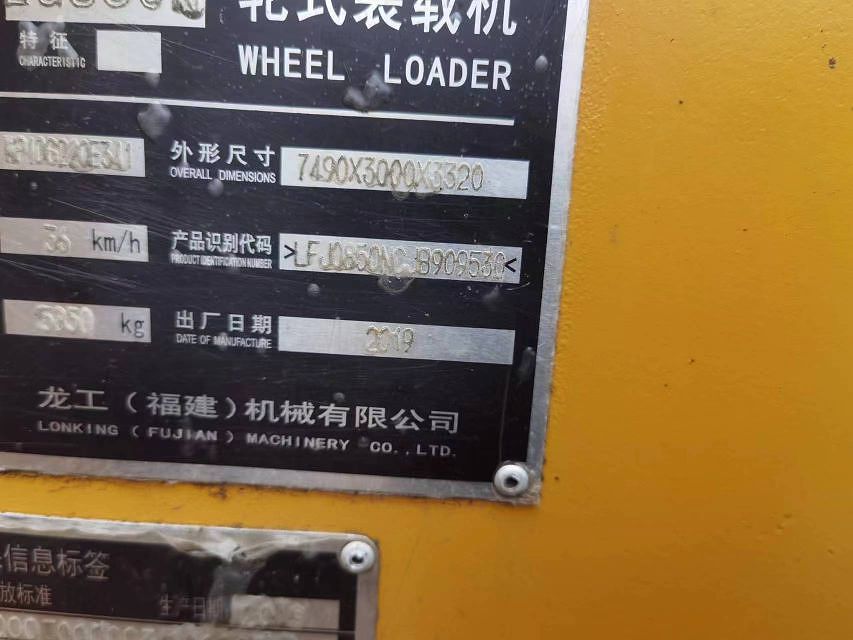 轮式装载机
特征
CHARACTERISTIC
WHEEL LOADER
外形尺寸
OVERALL DIMENSIONS
7490X3000X3320
36 km/h
产品识别代码
PRODUCT IDENTIFICATION NUMBER
kg
出厂日期
DATE OF MANUFACTURE
2019
龙工（福建）机械有限公司
LONKING ( FUJIAN ) MACHINERY CO.,LTD.
信息标签
放标准
生产日期